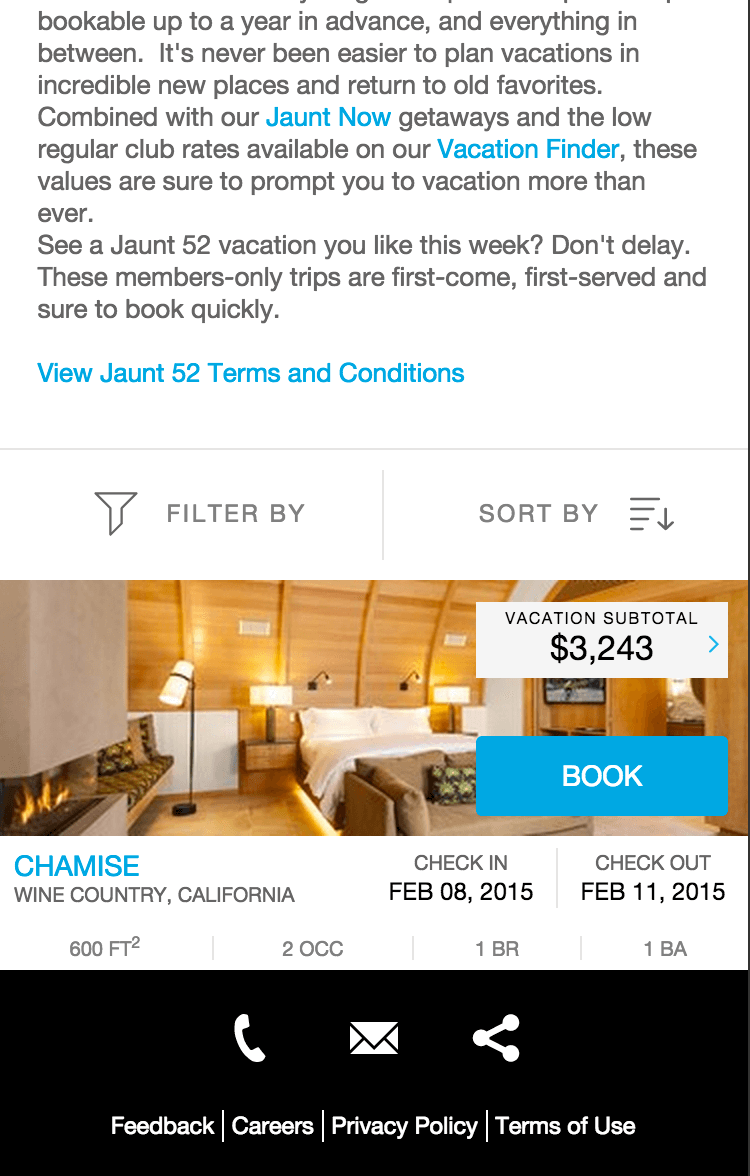 bookable up to a year in advance, and everything in
between.  It's never been easier to plan vacations in
incredible new places and return to old favorites.
Combined with our Jaunt Now getaways and the low
regular club rates available on our Vacation Finder, these
values are sure to prompt you to vacation more than
ever.
See a Jaunt 52 vacation you like this week? Don't delay.
These members-only trips are first-come, first-served and
sure to book quickly.
View Jaunt 52 Terms and Conditions
FILTER BY
SORT BY
VACATION SUBTOTAL
$3,243
BOOK
CHAMISE
WINE COUNTRY, CALIFORNIA
CHECK IN
FEB 08, 2015
CHECK OUT
FEB 11, 2015
600 FT²
2 OCC
1 BR
1 BA
Feedback | Careers | Privacy Policy | Terms of Use